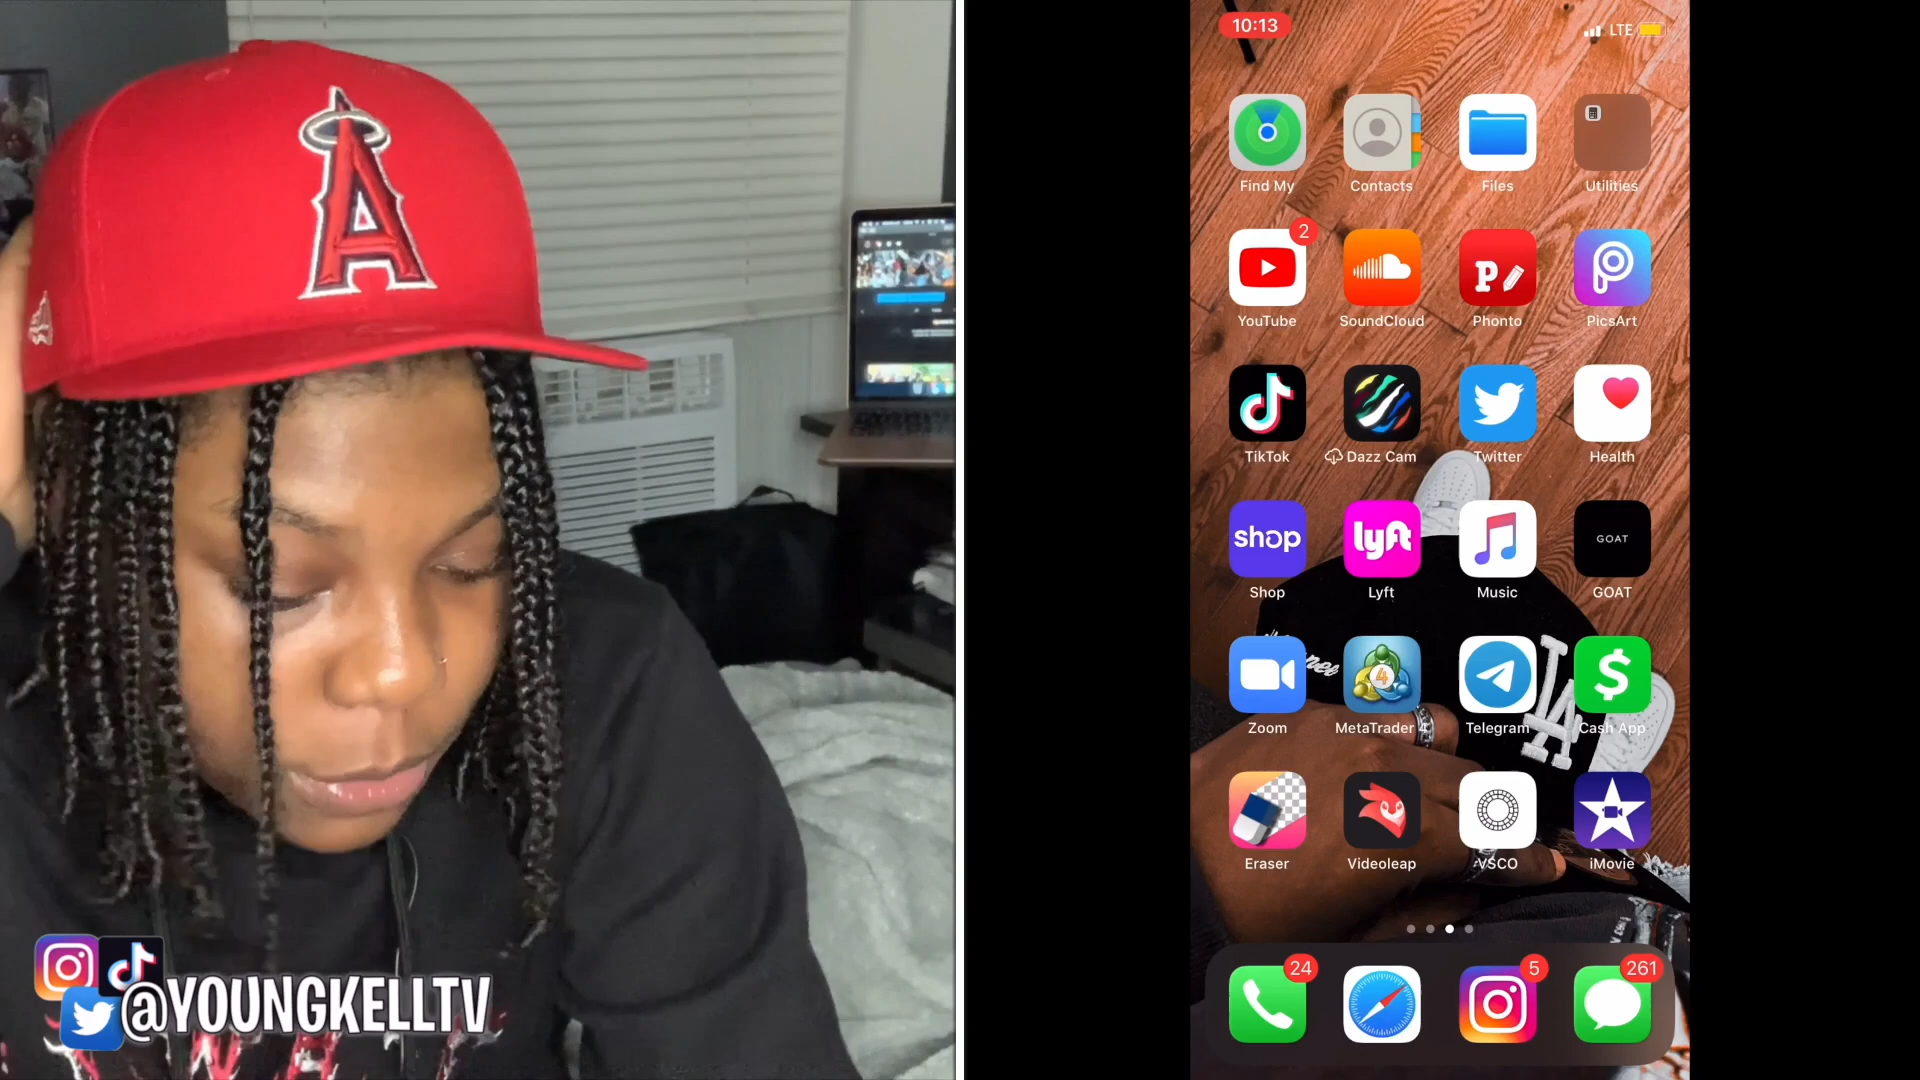 A
@YOUNGKELLTV
10:13
LTE
Find My
Contacts
Files
Utilities
2
YouTube
SoundCloud
Phonto
PicsArt
TikTok
Dazz Cam
Twitter
Health
shop
lyft
GOAT
Shop
Lyft
Music
GOAT
4
$
Zoom
MetaTrader 4
Telegram
Cash App
LA
Eraser
Videoleap
VSCO
iMovie
24
5
261